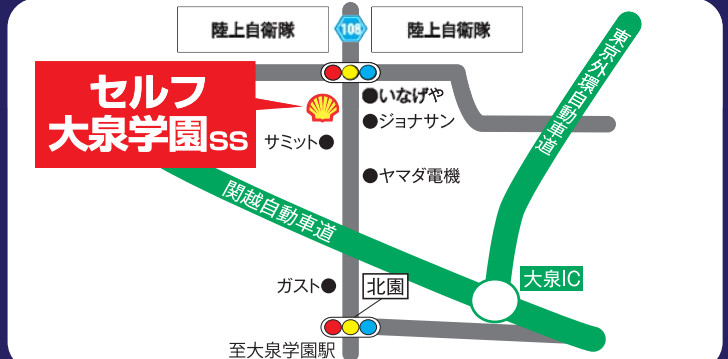 陸上自衛隊
108
陸上自衛隊
セルフ
大泉学園SS
●いなげや
●ジョナサン
サミット●
●ヤマダ電機
東京外環自動車道
関越自動車道
大泉IC
ガスト●
北園
至大泉学園駅